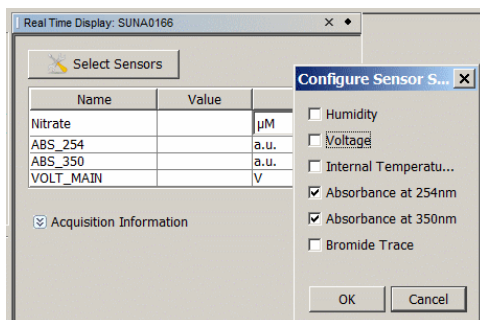 Real Time Display: SUNA0166
Select Sensors
Name Value
Nitrate µM
ABS_254 a.u.
ABS_350 a.u.
VOLT_MAIN V
Acquisition Information
Configure Sensor S...
Humidity
Voltage
Internal Temperatu...
Absorbance at 254nm
Absorbance at 350nm
Bromide Trace
OK Cancel